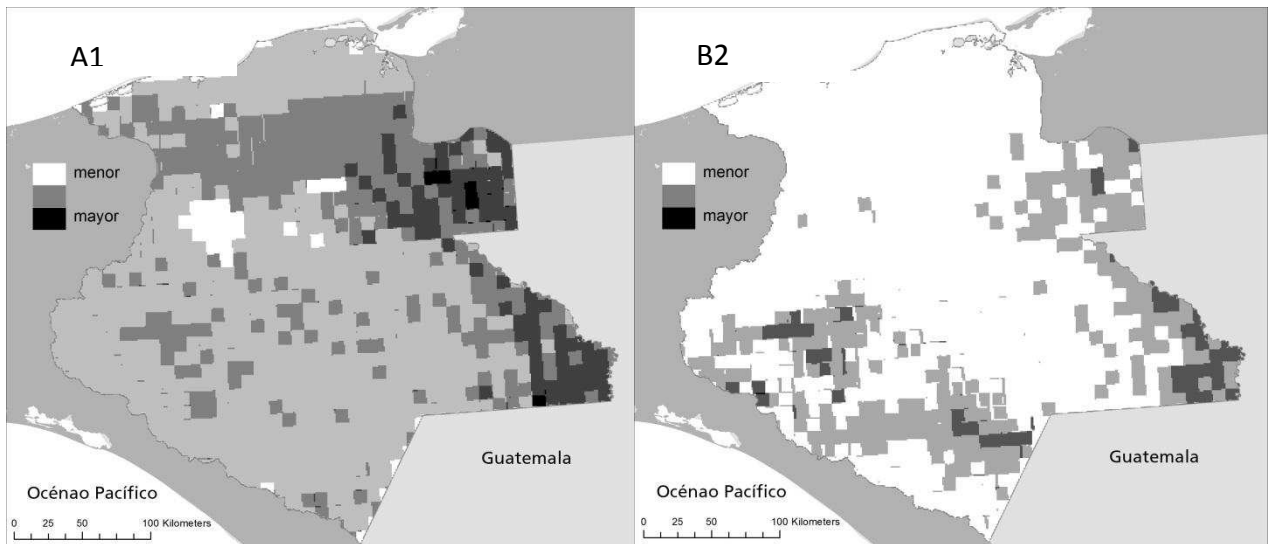 A1
menor
mayor
Guatemala
Océnao Pacífico
0 25 50 100 Kilometers
B2
menor
mayor
Guatemala
Océnao Pacífico
0 25 50 100 Kilometers